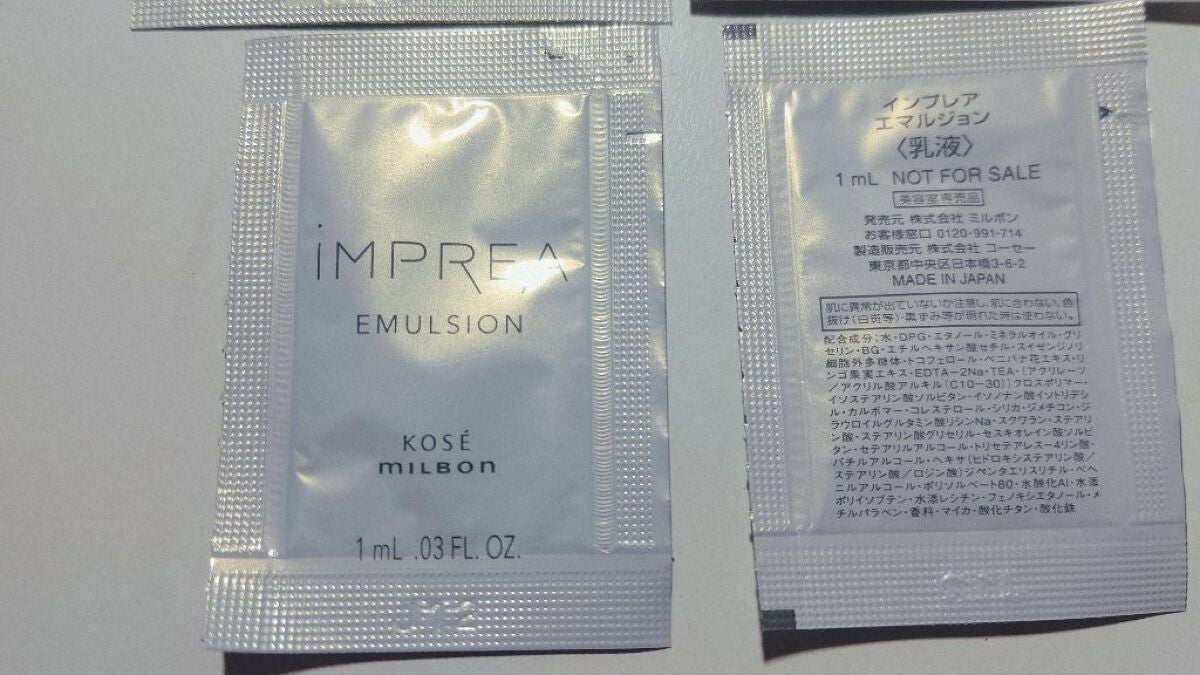 iMPREA
EMULSION
KOSÉ
MILBON
1 mL .03 FL. OZ.
インプレア
エマルジョン
〈乳液〉
1 mL NOT FOR SALE
美容室専売品
発売元 株式会社 ミルボン
お客様窓口 0120-991-714
製造販売元 株式会社 コーセー
東京都中央区日本橋3-6-2
MADE IN JAPAN
肌に異常が出ていないか注意し、肌に合わない、色
抜け(白斑等)・黒ずみ等が現れた時は使わない。
配合成分;水・DPG・エタノール・ミネラルオイル・グリ
セリン・BG・エチルヘキサン酸セチル・スイゼンジノリ
細胞外多糖体・トコフェロール・ベニバナ花エキス・リ
ンゴ果実エキス・EDTA-2Na・TEA・(アクリレーツ
/アクリル酸アルキル(C10-30))クロスポリマー・
イソステアリン酸ソルビタン・イソノナン酸イソトリデシ
ル・カルボマー・コレステロール・シリカ・ジメチコン・ジ
ラウロイルグルタミン酸リシンNa・スクワラン・ステアリ
ン酸・ステアリン酸グリセリル・セスキオレイン酸ソルビ
タン・セテアリルアルコール・トリセテアレス-4リン酸・
バチルアルコール・ヘキサ(ヒドロキシステアリン酸/
ステアリン酸/ロジン酸)ジペンタエリスリチル・ベヘ
ニルアルコール・ポリソルベート80・水酸化Al・水添
ポリイソブテン・水添レシチン・フェノキシエタノール・メ
チルパラベン・香料・マイカ・酸化チタン・酸化鉄